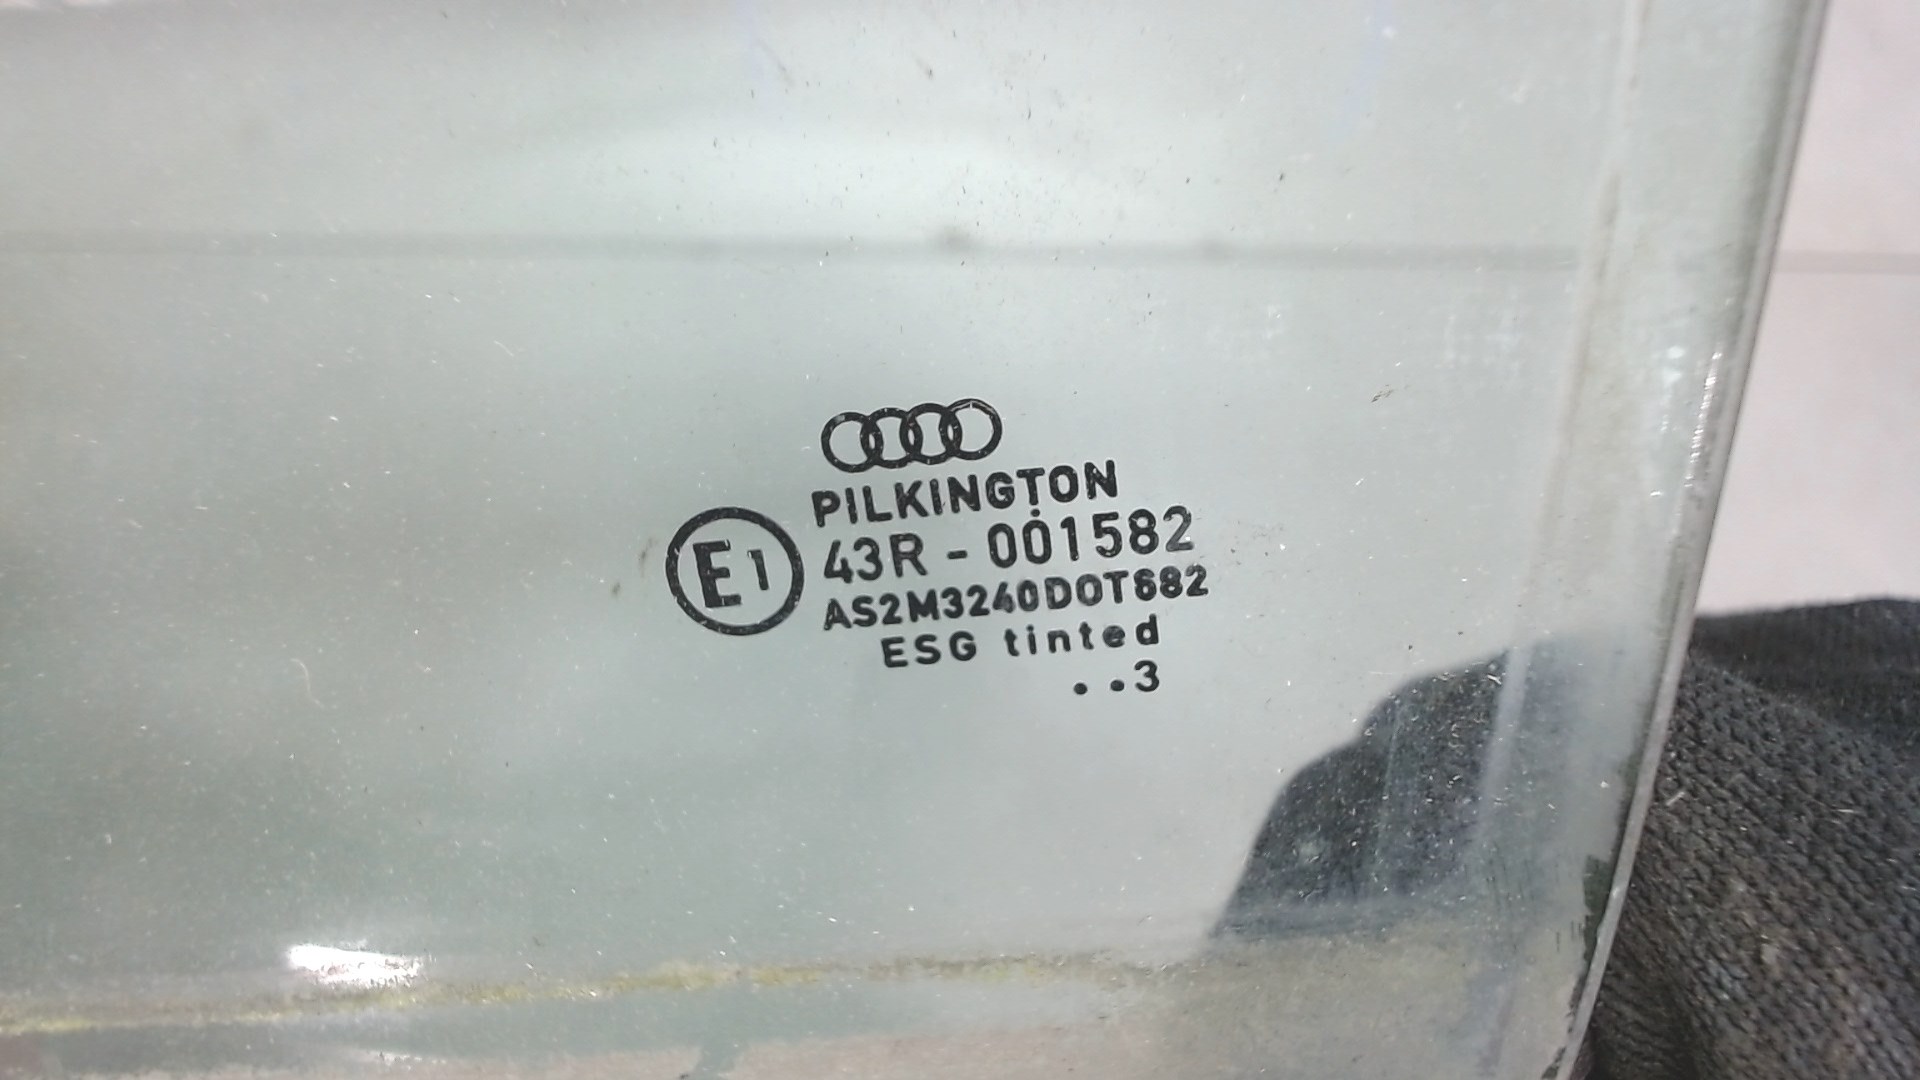 PILKINGTON
E1
43R - 001582
AS2M3240DOT682
ESG tinted
..3